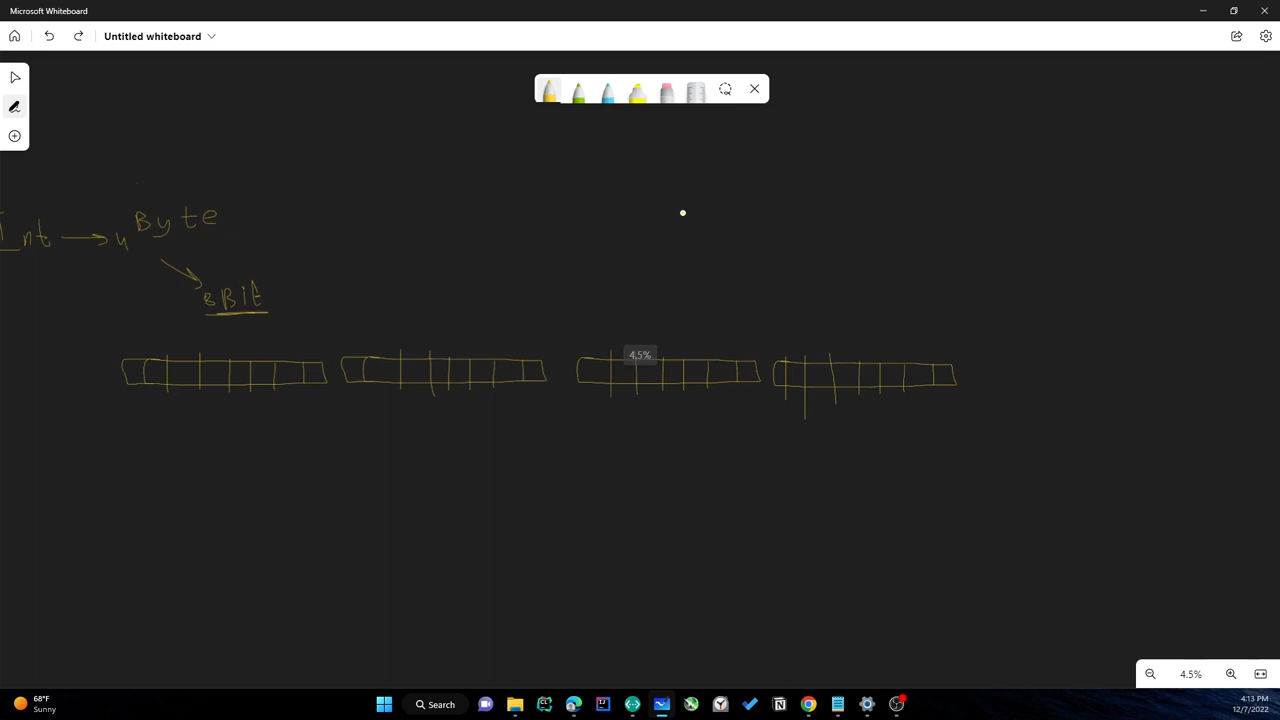 Microsoft Whiteboard
Untitled whiteboard
Int → 4 Byte
8 Bit
4.5%
4.5%
68°F
Sunny
Search
4:13 PM
12/7/2022